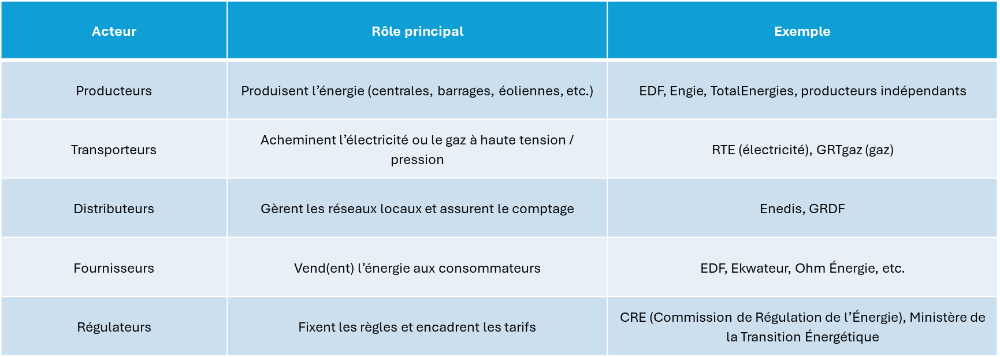 Acteur
Rôle principal
Exemple
Producteurs
Produisent l’énergie (centrales, barrages, éoliennes, etc.)
EDF, Engie, TotalEnergies, producteurs indépendants
Transporteurs
Acheminent l’électricité ou le gaz à haute tension /
pression
RTE (électricité), GRTgaz (gaz)
Distributeurs
Gèrent les réseaux locaux et assurent le comptage
Enedis, GRDF
Fournisseurs
Vend(ent) l’énergie aux consommateurs
EDF, Ekwateur, Ohm Énergie, etc.
Régulateurs
Fixent les règles et encadrent les tarifs
CRE (Commission de Régulation de l’Énergie), Ministère de
la Transition Énergétique